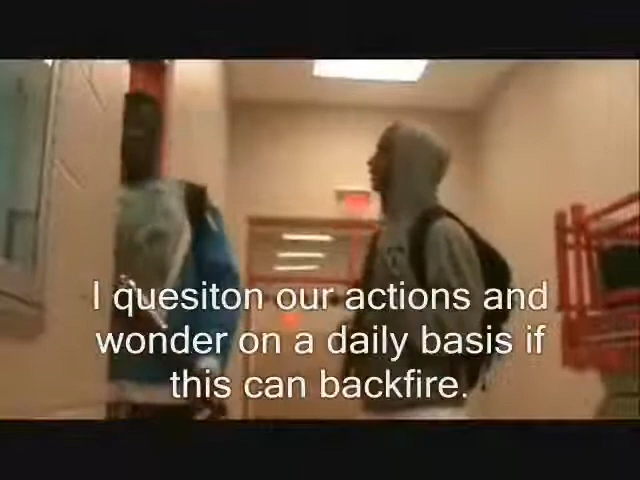 I quesiton our actions and
wonder on a daily basis if
this can backfire.